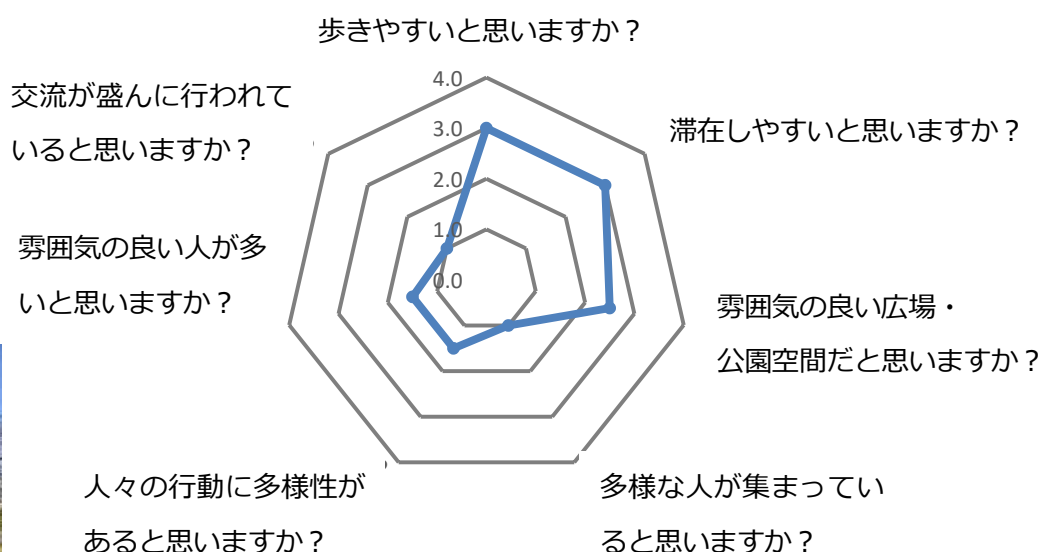 歩きやすいと思いますか？
滞在しやすいと思いますか？
雰囲気の良い広場・
公園空間だと思いますか？
多様な人が集まってい
ると思いますか？
人々の行動に多様性が
あると思いますか？
雰囲気の良い人が多
いと思いますか？
交流が盛んに行われて
いると思いますか？
4.0
3.0
2.0
1.0
0.0